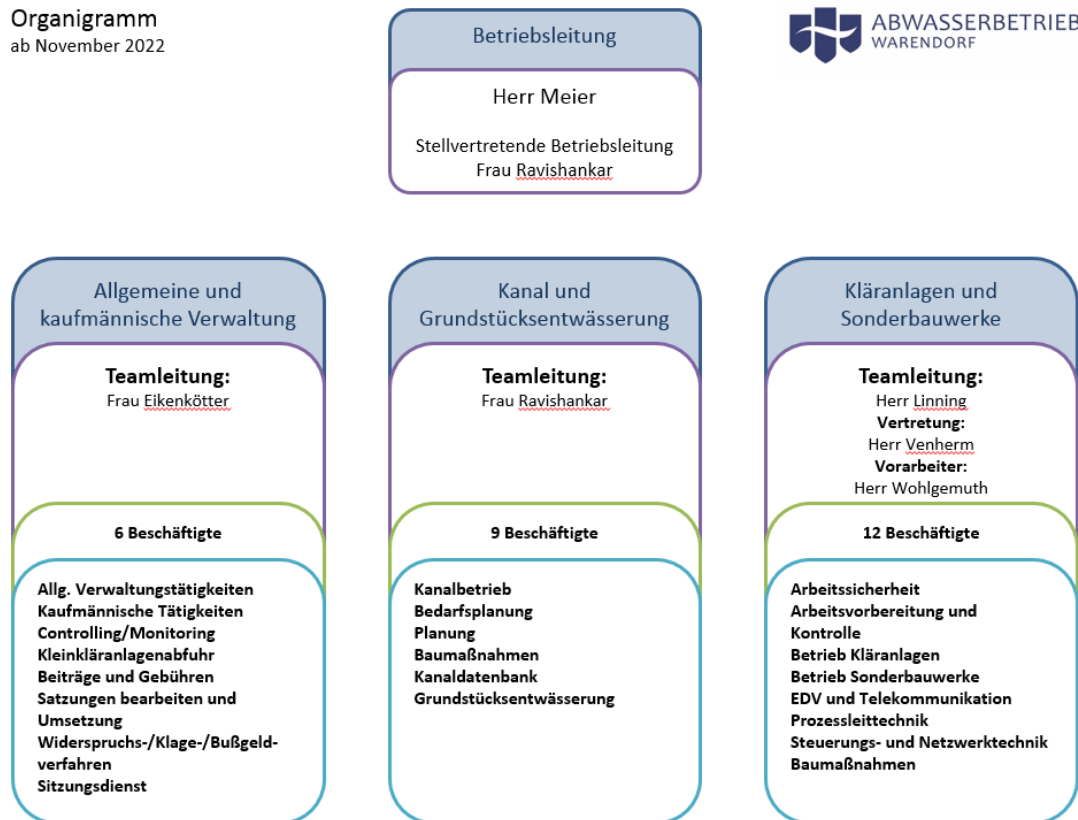 Organigramm
ab November 2022
Betriebsleitung
ABWASSERBETRIEB
WARENDORF
Herr Meier
Stellvertretende Betriebsleitung
Frau Ravishankar
Allgemeine und
kaufmännische Verwaltung
Teamleitung:
Frau Eikenkötter
6 Beschäftigte
Allg. Verwaltungstätigkeiten
Kaufmännische Tätigkeiten
Controlling/Monitoring
Kleinkläranlagenabfuhr
Beiträge und Gebühren
Satzungen bearbeiten und
Umsetzung
Widerspruchs-/Klage-/Bußgeld-
verfahren
Sitzungsdienst
Kanal und
Grundstücksentwässerung
Teamleitung:
Frau Ravishankar
9 Beschäftigte
Kanalbetrieb
Bedarfsplanung
Planung
Baumaßnahmen
Kanaldatenbank
Grundstücksentwässerung
Kläranlagen und
Sonderbauwerke
Teamleitung:
Herr Linning
Vertretung:
Herr Venherm
Vorarbeiter:
Herr Wohlgemuth
12 Beschäftigte
Arbeitssicherheit
Arbeitsvorbereitung und
Kontrolle
Betrieb Kläranlagen
Betrieb Sonderbauwerke
EDV und Telekommunikation
Prozessleittechnik
Steuerungs- und Netzwerktechnik
Baumaßnahmen